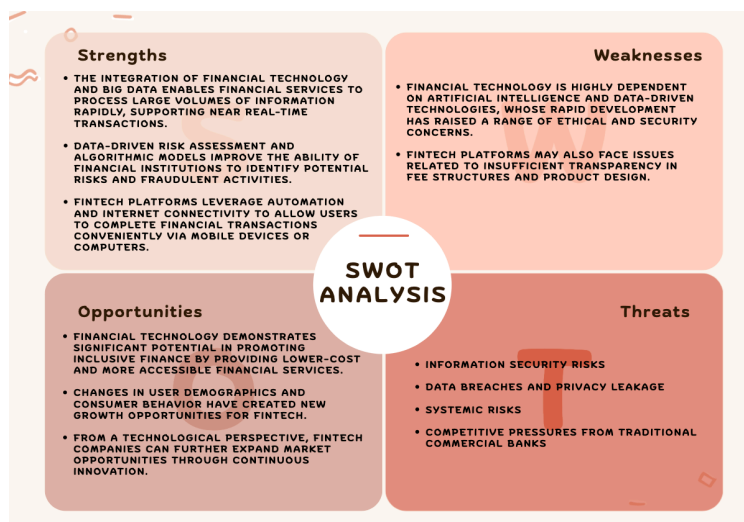 Strengths
• THE INTEGRATION OF FINANCIAL TECHNOLOGY
AND BIG DATA ENABLES FINANCIAL SERVICES TO
PROCESS LARGE VOLUMES OF INFORMATION
RAPIDLY, SUPPORTING NEAR REAL-TIME
TRANSACTIONS.
• DATA-DRIVEN RISK ASSESSMENT AND
ALGORITHMIC MODELS IMPROVE THE ABILITY OF
FINANCIAL INSTITUTIONS TO IDENTIFY POTENTIAL
RISKS AND FRAUDULENT ACTIVITIES.
• FINTECH PLATFORMS LEVERAGE AUTOMATION
AND INTERNET CONNECTIVITY TO ALLOW USERS
TO COMPLETE FINANCIAL TRANSACTIONS
CONVENIENTLY VIA MOBILE DEVICES OR
COMPUTERS.
S
Weaknesses
• FINANCIAL TECHNOLOGY IS HIGHLY DEPENDENT
ON ARTIFICIAL INTELLIGENCE AND DATA-DRIVEN
TECHNOLOGIES, WHOSE RAPID DEVELOPMENT
HAS RAISED A RANGE OF ETHICAL AND SECURITY
CONCERNS.
• FINTECH PLATFORMS MAY ALSO FACE ISSUES
RELATED TO INSUFFICIENT TRANSPARENCY IN
FEE STRUCTURES AND PRODUCT DESIGN.
W
SWOT
ANALYSIS
Opportunities
• FINANCIAL TECHNOLOGY DEMONSTRATES
SIGNIFICANT POTENTIAL IN PROMOTING
INCLUSIVE FINANCE BY PROVIDING LOWER-COST
AND MORE ACCESSIBLE FINANCIAL SERVICES.
• CHANGES IN USER DEMOGRAPHICS AND
CONSUMER BEHAVIOR HAVE CREATED NEW
GROWTH OPPORTUNITIES FOR FINTECH.
• FROM A TECHNOLOGICAL PERSPECTIVE, FINTECH
COMPANIES CAN FURTHER EXPAND MARKET
OPPORTUNITIES THROUGH CONTINUOUS
INNOVATION.
O
Threats
• INFORMATION SECURITY RISKS
• DATA BREACHES AND PRIVACY LEAKAGE
• SYSTEMIC RISKS
• COMPETITIVE PRESSURES FROM TRADITIONAL
COMMERCIAL BANKS
T